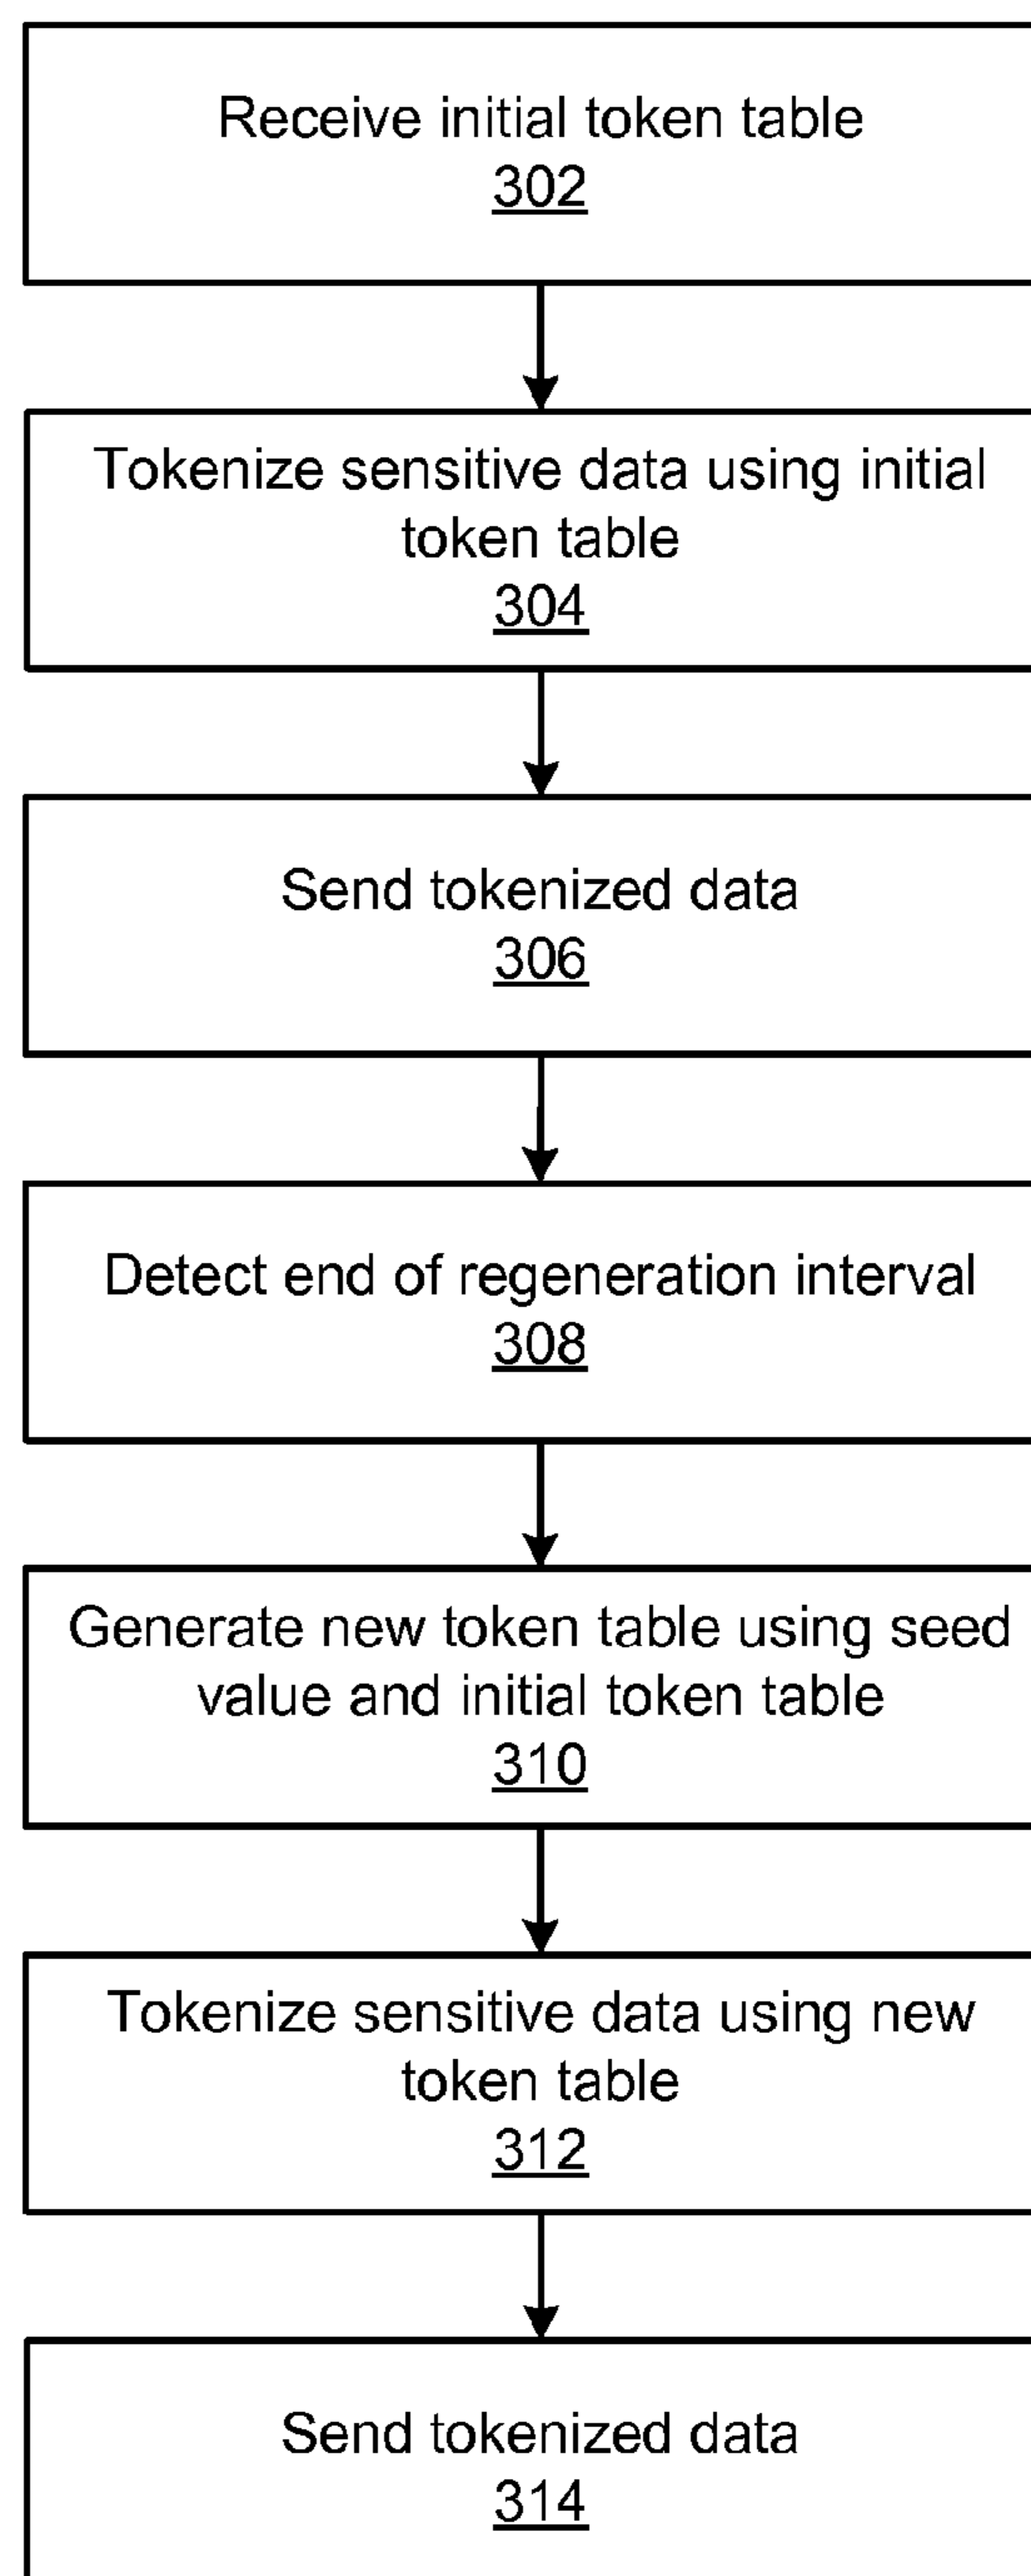 Receive initial token table
302
Tokenize sensitive data using initial
token table
304
Send tokenized data
306
Detect end of regeneration interval
308
Generate new token table using seed
value and initial token table
310
Tokenize sensitive data using new
token table
312
Send tokenized data
314